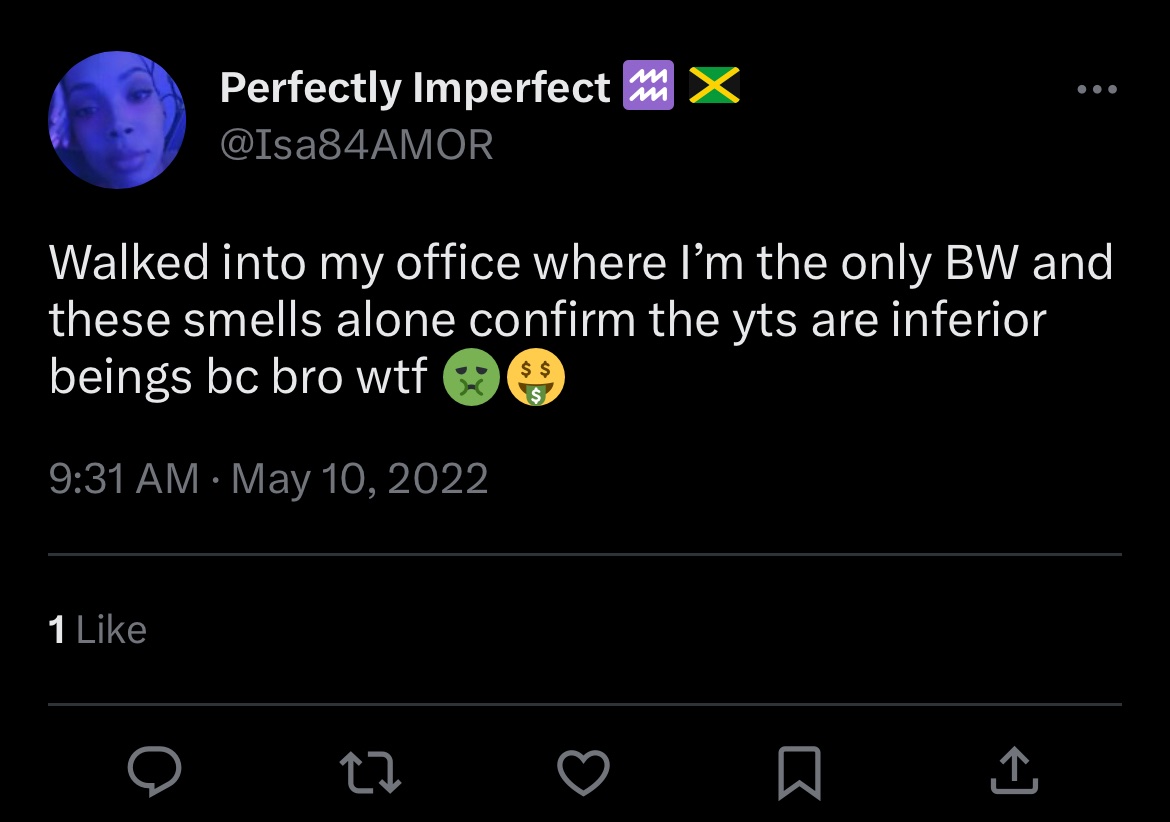 Perfectly Imperfect ♒ 🇯🇲
@Isa84AMOR
Walked into my office where I’m the only BW and
these smells alone confirm the yts are inferior
beings bc bro wtf 🤢🤑
9:31 AM · May 10, 2022
1 Like